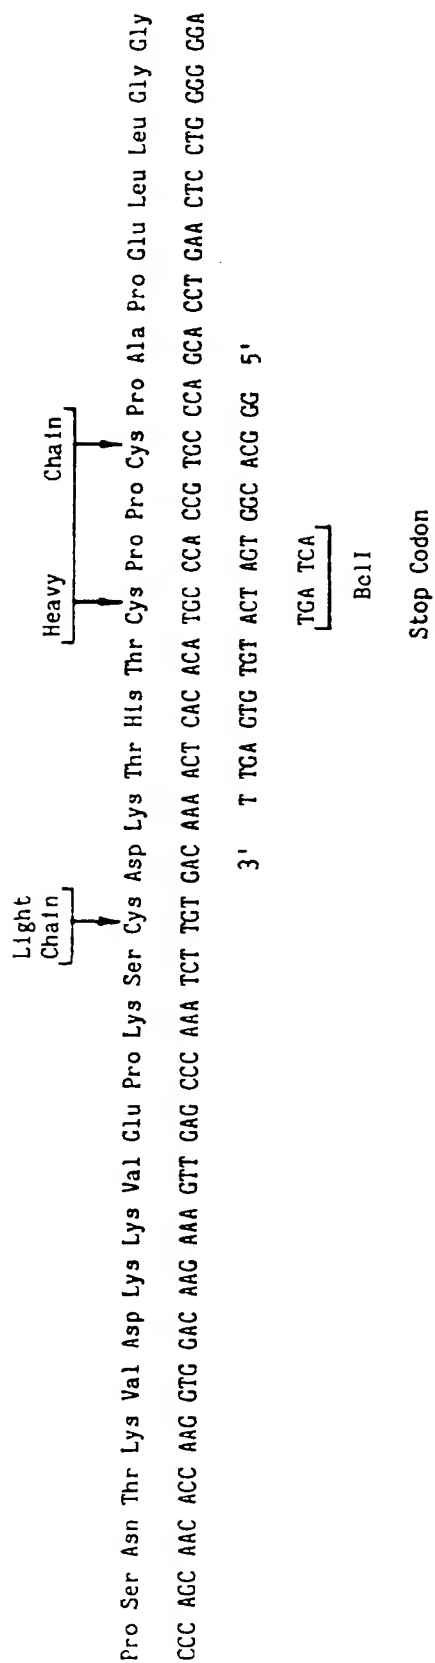 Light
Chain
Heavy Chain
Pro Ser Asn Thr Lys Val Asp Lys Lys Val Glu Pro Lys Ser Cys Asp Lys Thr His Thr Cys Pro Pro Cys Pro Ala Pro Glu Leu Leu Gly Gly
CCC AGC AAC ACC AAG GTG GAC AAG AAA GTT GAG CCC AAA TCT TGT GAC AAA ACT CAC ACA TGC CCA CCG TGC CCA GCA CCT GAA CTC CTG GGG GGA
3' T TGA GTG TGT ACT AGT GGC ACG GG 5'
TGA TCA
BclI
Stop Codon